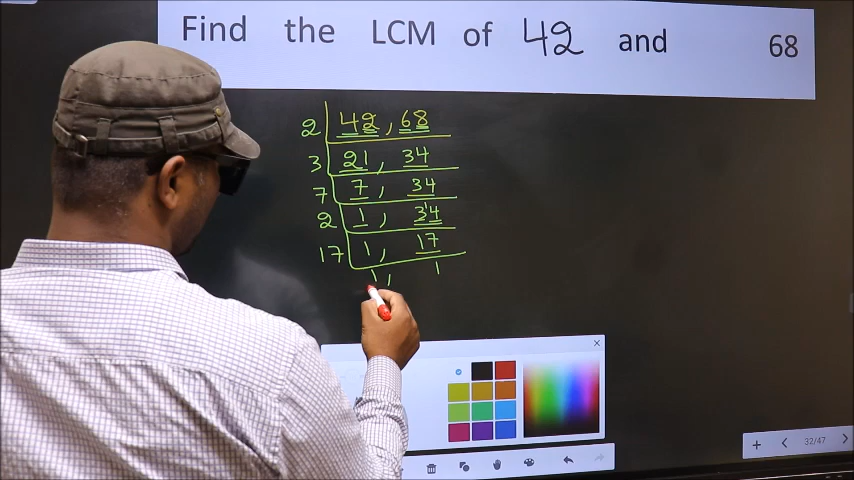 Find the LCM of 42 and 68
2 42, 68
3 21, 34
7 7, 34
2 1, 34
17 1, 17
1, 1
32/47